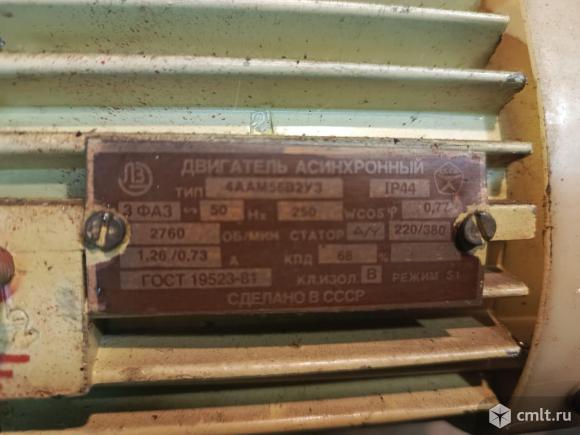 ДВИГАТЕЛЬ АСИНХРОННЫЙ
ЛЗ
ТИП 4ААМ56В2У3 IP44
3 ФАЗ ∾ 50 Hz 250 W COS φ 0,77
2760 ОБ/МИН СТАТОР Δ/Y 220/380
1,26/0,73 А КПД 68 %
ГОСТ 19523-81 КЛ.ИЗОЛ. В РЕЖИМ S1
СДЕЛАНО В СССР
cmlt.ru